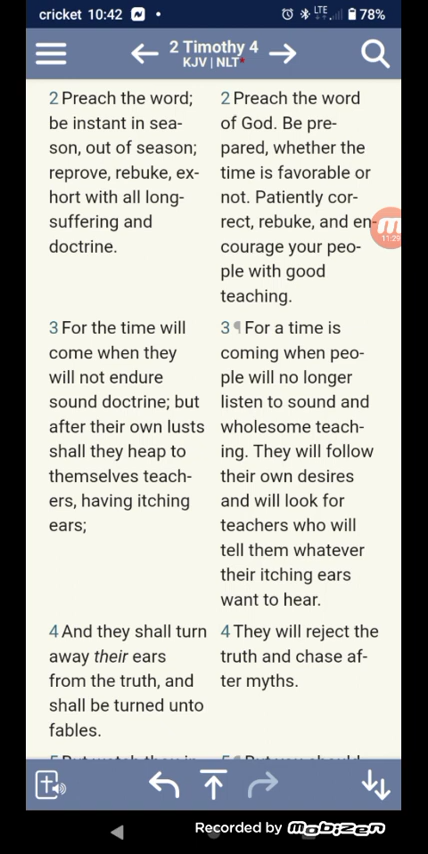 cricket 10:42
LTE
78%
2 Timothy 4
KJV | NLT*
2 Preach the word;
be instant in sea-
son, out of season;
reprove, rebuke, ex-
hort with all long-
suffering and
doctrine.
2 Preach the word
of God. Be pre-
pared, whether the
time is favorable or
not. Patiently cor-
rect, rebuke, and en-
courage your peo-
ple with good
teaching.
11:29
3 For the time will
come when they
will not endure
sound doctrine; but
after their own lusts
shall they heap to
themselves teach-
ers, having itching
ears;
3 ¶ For a time is
coming when peo-
ple will no longer
listen to sound and
wholesome teach-
ing. They will follow
their own desires
and will look for
teachers who will
tell them whatever
their itching ears
want to hear.
4 And they shall turn
away their ears
from the truth, and
shall be turned unto
fables.
4 They will reject the
truth and chase af-
ter myths.
Recorded by Mobizen